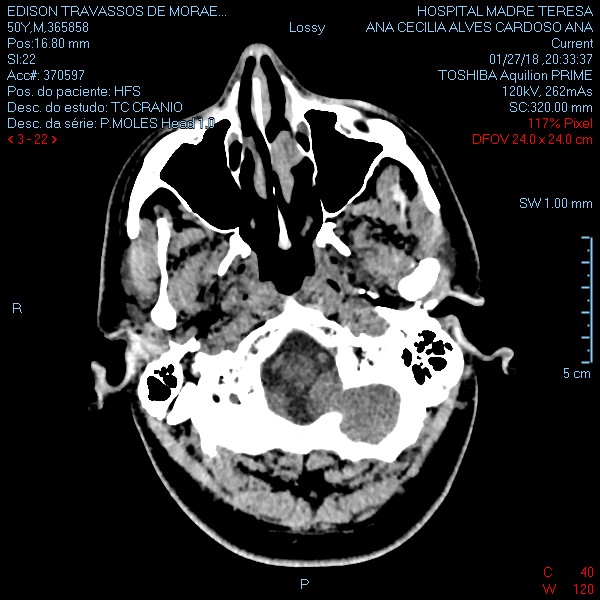 EDISON TRAVASSOS DE MORAE...
50Y,M,365858
Pos:16.80 mm
SI:22
Acc#: 370597
Pos. do paciente: HFS
Desc. do estudo: TC CRANIO
Desc. da série: P.MOLES Head 1.0
< 3 - 22 >
Lossy
HOSPITAL MADRE TERESA
ANA CECILIA ALVES CARDOSO ANA
Current
01/27/18 ,20:33:37
TOSHIBA Aquilion PRIME
120kV, 262mAs
SC:320.00 mm
117% Pixel
DFOV 24.0 x 24.0 cm
SW 1.00 mm
R
5 cm
P
C 40
W 120